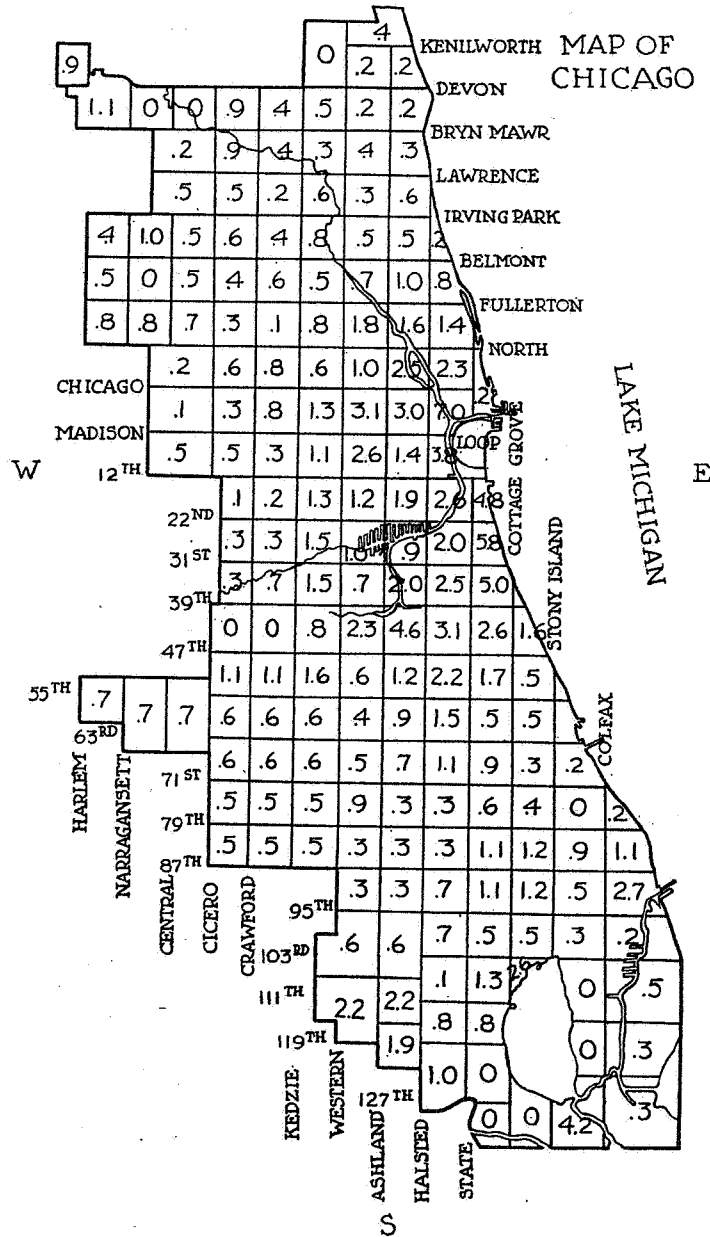 MAP OF
CHICAGO
KENILWORTH
DEVON
BRYN MAWR
LAWRENCE
IRVING PARK
BELMONT
FULLERTON
NORTH
CHICAGO
MADISON
LOOP
12TH
22ND
31ST
39TH
47TH
55TH
63RD
71ST
79TH
87TH
95TH
103RD
111TH
119TH
127TH
COTTAGE GROVE
STONY ISLAND
COLFAX
LAKE MICHIGAN
W
E
S
HARLEM
NARRAGANSETT
CENTRAL
CICERO
CRAWFORD
KEDZIE
WESTERN
ASHLAND
HALSTED
STATE
.4
.9 0 .2 .2
1.1 0 0 .9 .4 .5 .2 .2
.2 .9 .4 .3 .4 .3
.5 .5 .2 .6 .3 .6
.4 1.0 .5 .6 .4 .8 .5 .5 .2
.5 0 .5 .4 .6 .5 .7 1.0 .8
.8 .8 .7 .3 .1 .8 1.8 1.6 1.4
.2 .6 .8 .6 1.0 2.3
.1 .3 .8 1.3 3.1 3.0 7.0 .2
.5 .5 .3 1.1 2.6 1.4 3.8
.1 .2 1.3 1.2 1.9 2.6 4.8
.3 .3 1.5 1.0 .9 2.0 5.8
.3 .7 1.5 .7 2.0 2.5 5.0
0 0 .8 2.3 4.6 3.1 2.6 1.6
1.1 1.1 1.6 .6 1.2 2.2 1.7 .5
.7 .7 .7 .6 .6 .6 .4 .9 1.5 .5 .5
.6 .6 .6 .5 .7 1.1 .9 .3 .2
.5 .5 .5 .9 .3 .3 .6 .4 0 .2
.5 .5 .5 .3 .3 .3 1.1 1.2 .9 1.1
.3 .3 .7 1.1 1.2 .5 2.7
.6 .6 .7 .5 .5 .3 .2
.1 1.3 2.6 0 .5
2.2 2.2 .8 .8
1.9 0 .3
1.0 0
0 0 4.2 .3